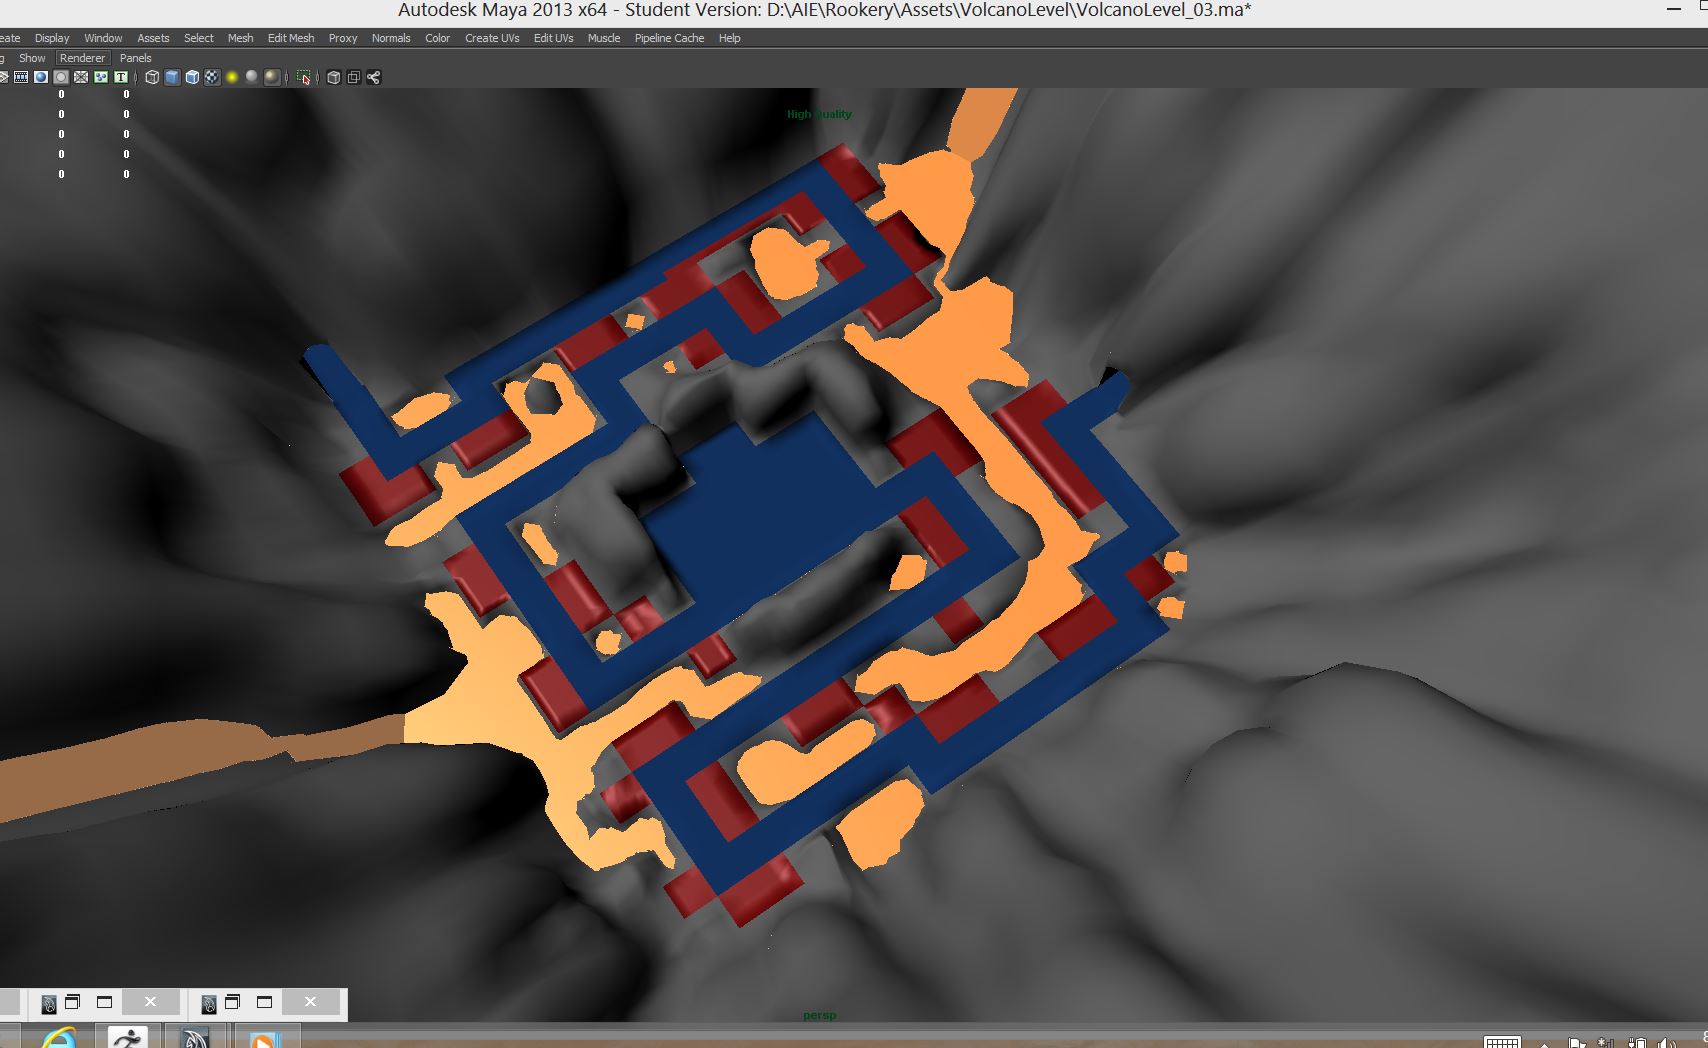 Autodesk Maya 2013 x64 - Student Version: D:\AIE\Rookery\Assets\VolcanoLevel\VolcanoLevel_03.ma*
eate Display Window Assets Select Mesh Edit Mesh Proxy Normals Color Create UVs Edit UVs Muscle Pipeline Cache Help
g Show Renderer Panels
T
0 0
0 0
0 0
0 0
0 0
High Quality
persp